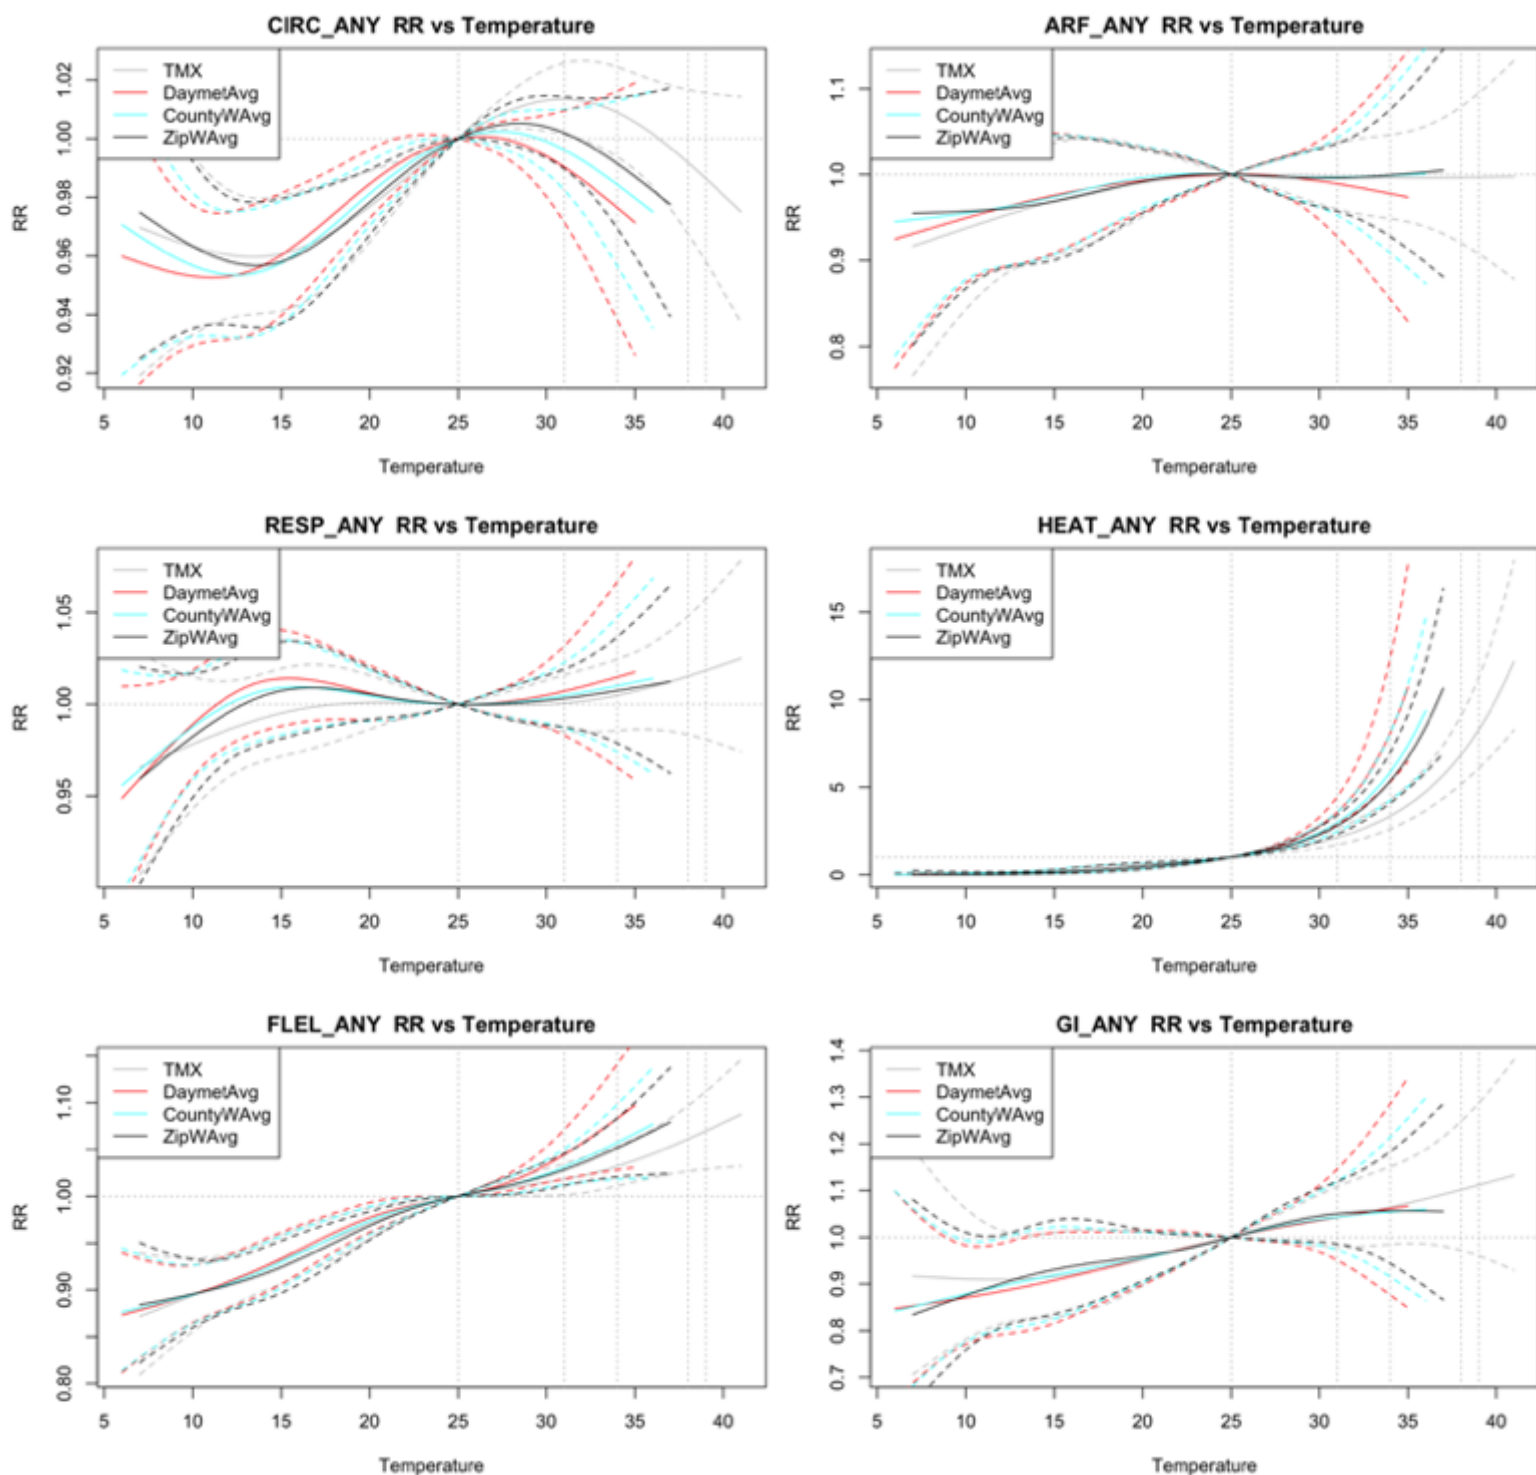 CIRC_ANY RR vs Temperature
TMX
DaymetAvg
CountyWAvg
ZipWAvg
RR
0.92 0.94 0.96 0.98 1.00 1.02
5 10 15 20 25 30 35 40
Temperature
ARF_ANY RR vs Temperature
TMX
DaymetAvg
CountyWAvg
ZipWAvg
RR
0.8 0.9 1.0 1.1
5 10 15 20 25 30 35 40
Temperature
RESP_ANY RR vs Temperature
TMX
DaymetAvg
CountyWAvg
ZipWAvg
RR
0.95 1.00 1.05
5 10 15 20 25 30 35 40
Temperature
HEAT_ANY RR vs Temperature
TMX
DaymetAvg
CountyWAvg
ZipWAvg
RR
0 5 10 15
5 10 15 20 25 30 35 40
Temperature
FLEL_ANY RR vs Temperature
TMX
DaymetAvg
CountyWAvg
ZipWAvg
RR
0.80 0.90 1.00 1.10
5 10 15 20 25 30 35 40
Temperature
GI_ANY RR vs Temperature
TMX
DaymetAvg
CountyWAvg
ZipWAvg
RR
0.7 0.8 0.9 1.0 1.1 1.2 1.3 1.4
5 10 15 20 25 30 35 40
Temperature